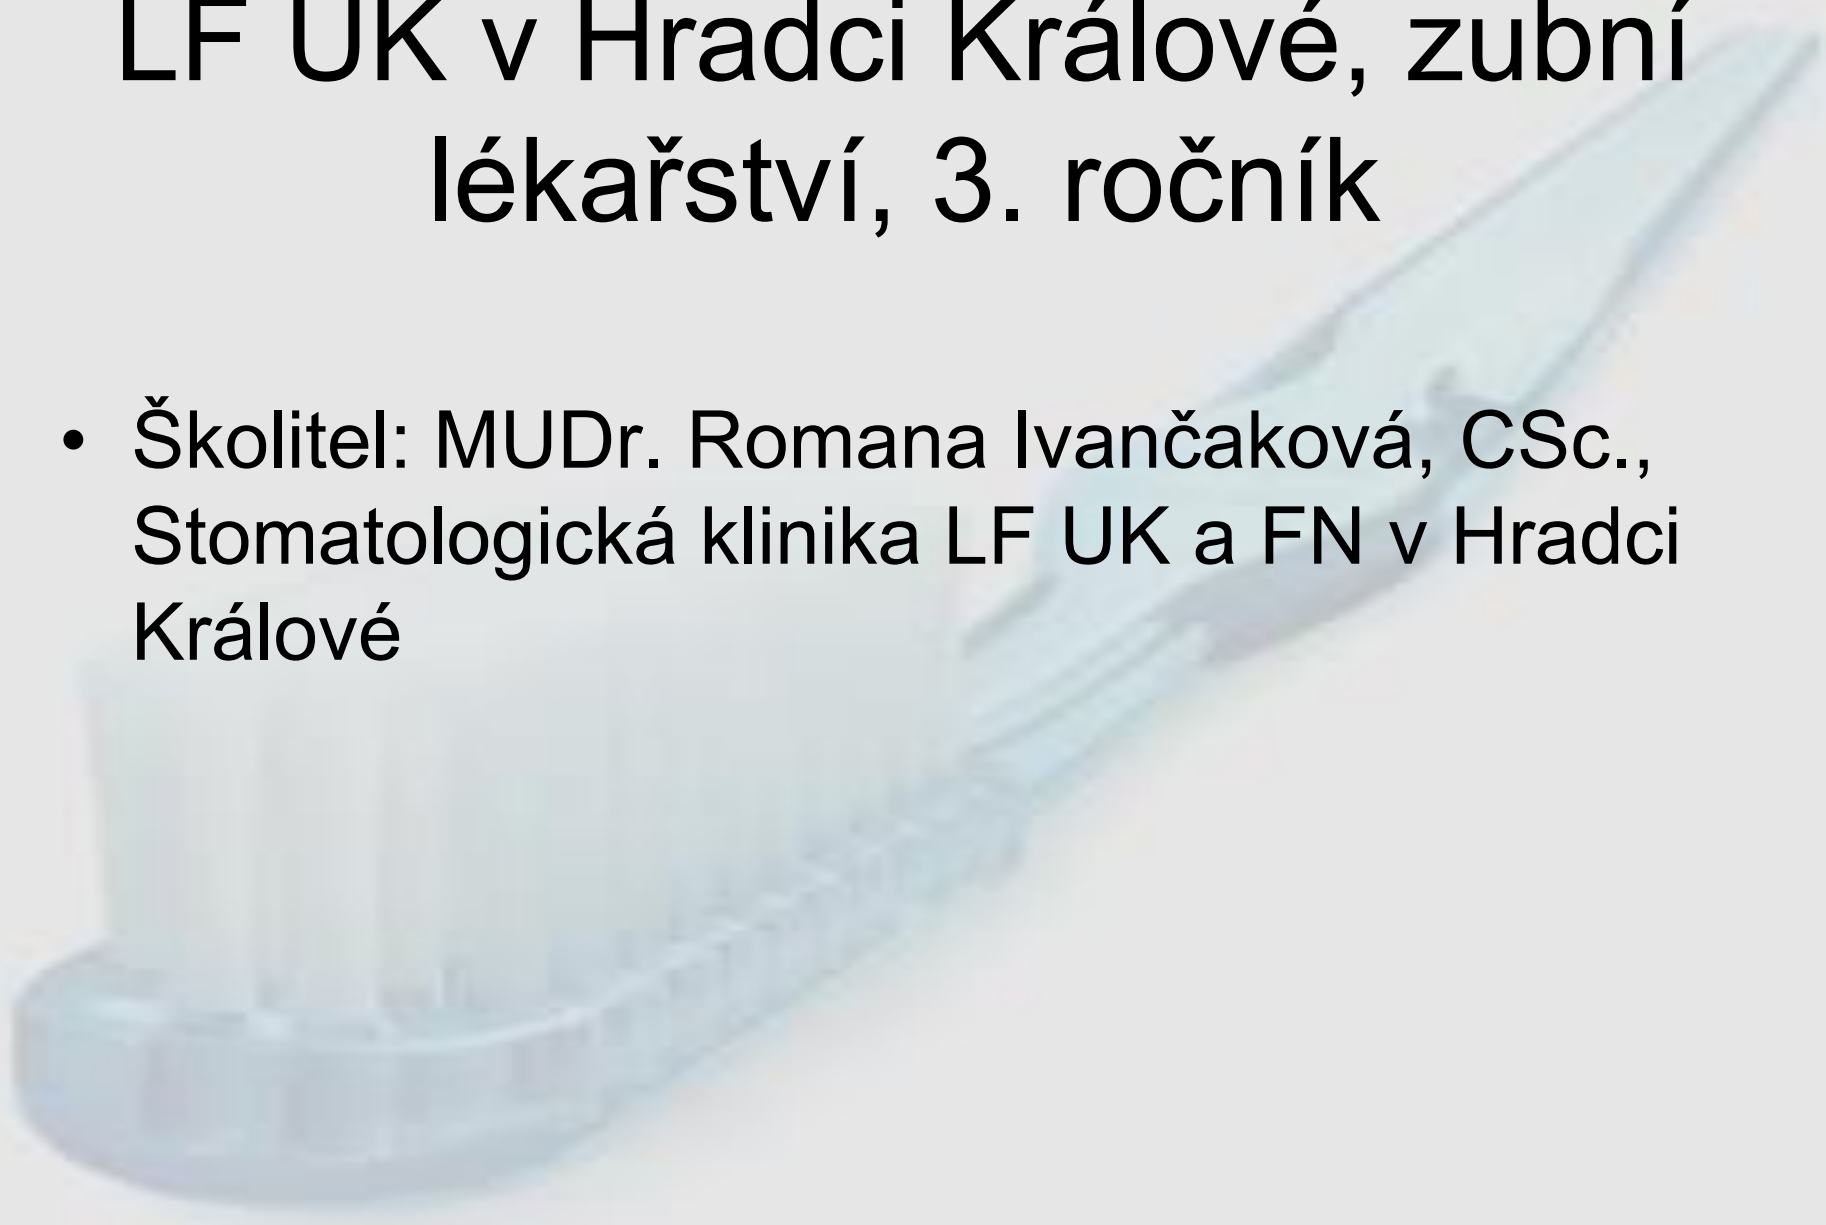 LF UK v Hradci Králové, zubní
lékařství, 3. ročník
• Školitel: MUDr. Romana Ivančaková, CSc.,
Stomatologická klinika LF UK a FN v Hradci
Králové